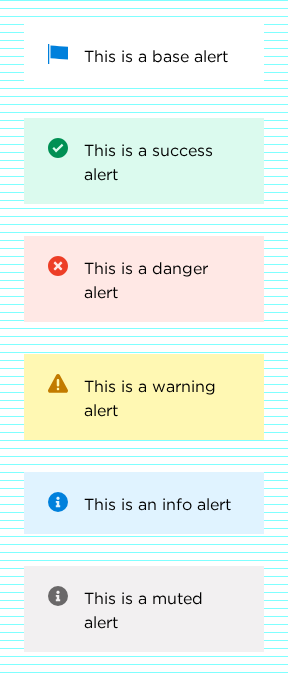 This is a base alert
This is a success
alert
This is a danger
alert
This is a warning
alert
This is an info alert
This is a muted
alert